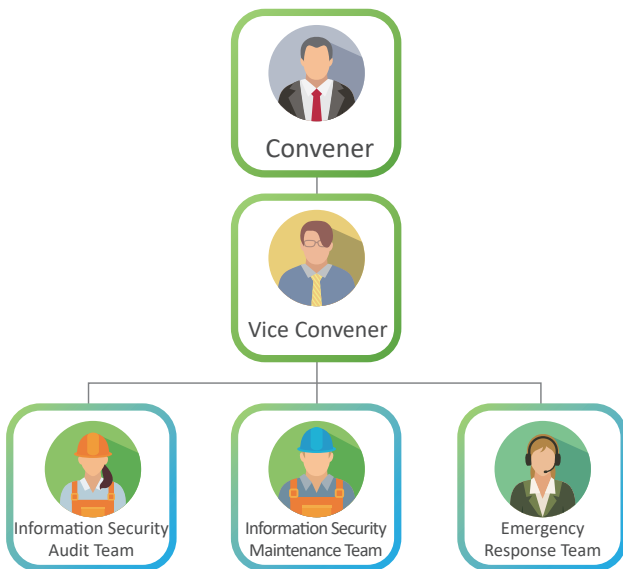 Convener
Vice Convener
Information Security
Audit Team
Information Security
Maintenance Team
Emergency
Response Team